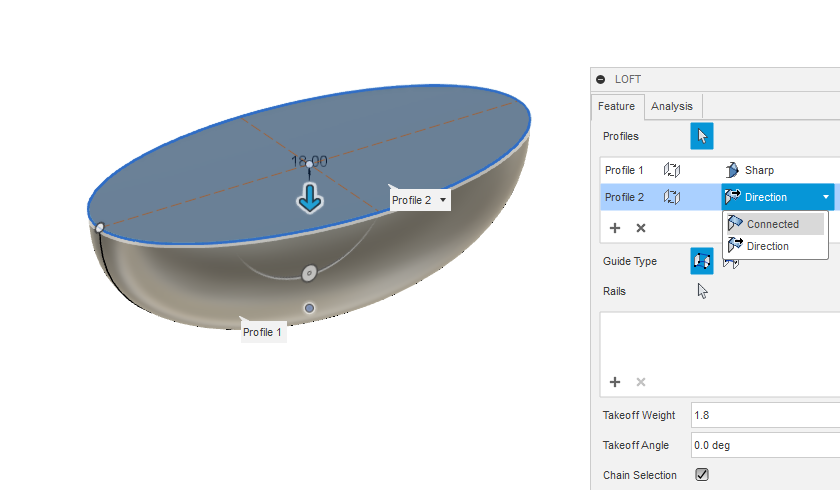 18.00
Profile 2
Profile 1
LOFT
Feature Analysis
Profiles
Profile 1 Sharp
Profile 2 Direction
Connected
Direction
Guide Type
Rails
Takeoff Weight 1.8
Takeoff Angle 0.0 deg
Chain Selection